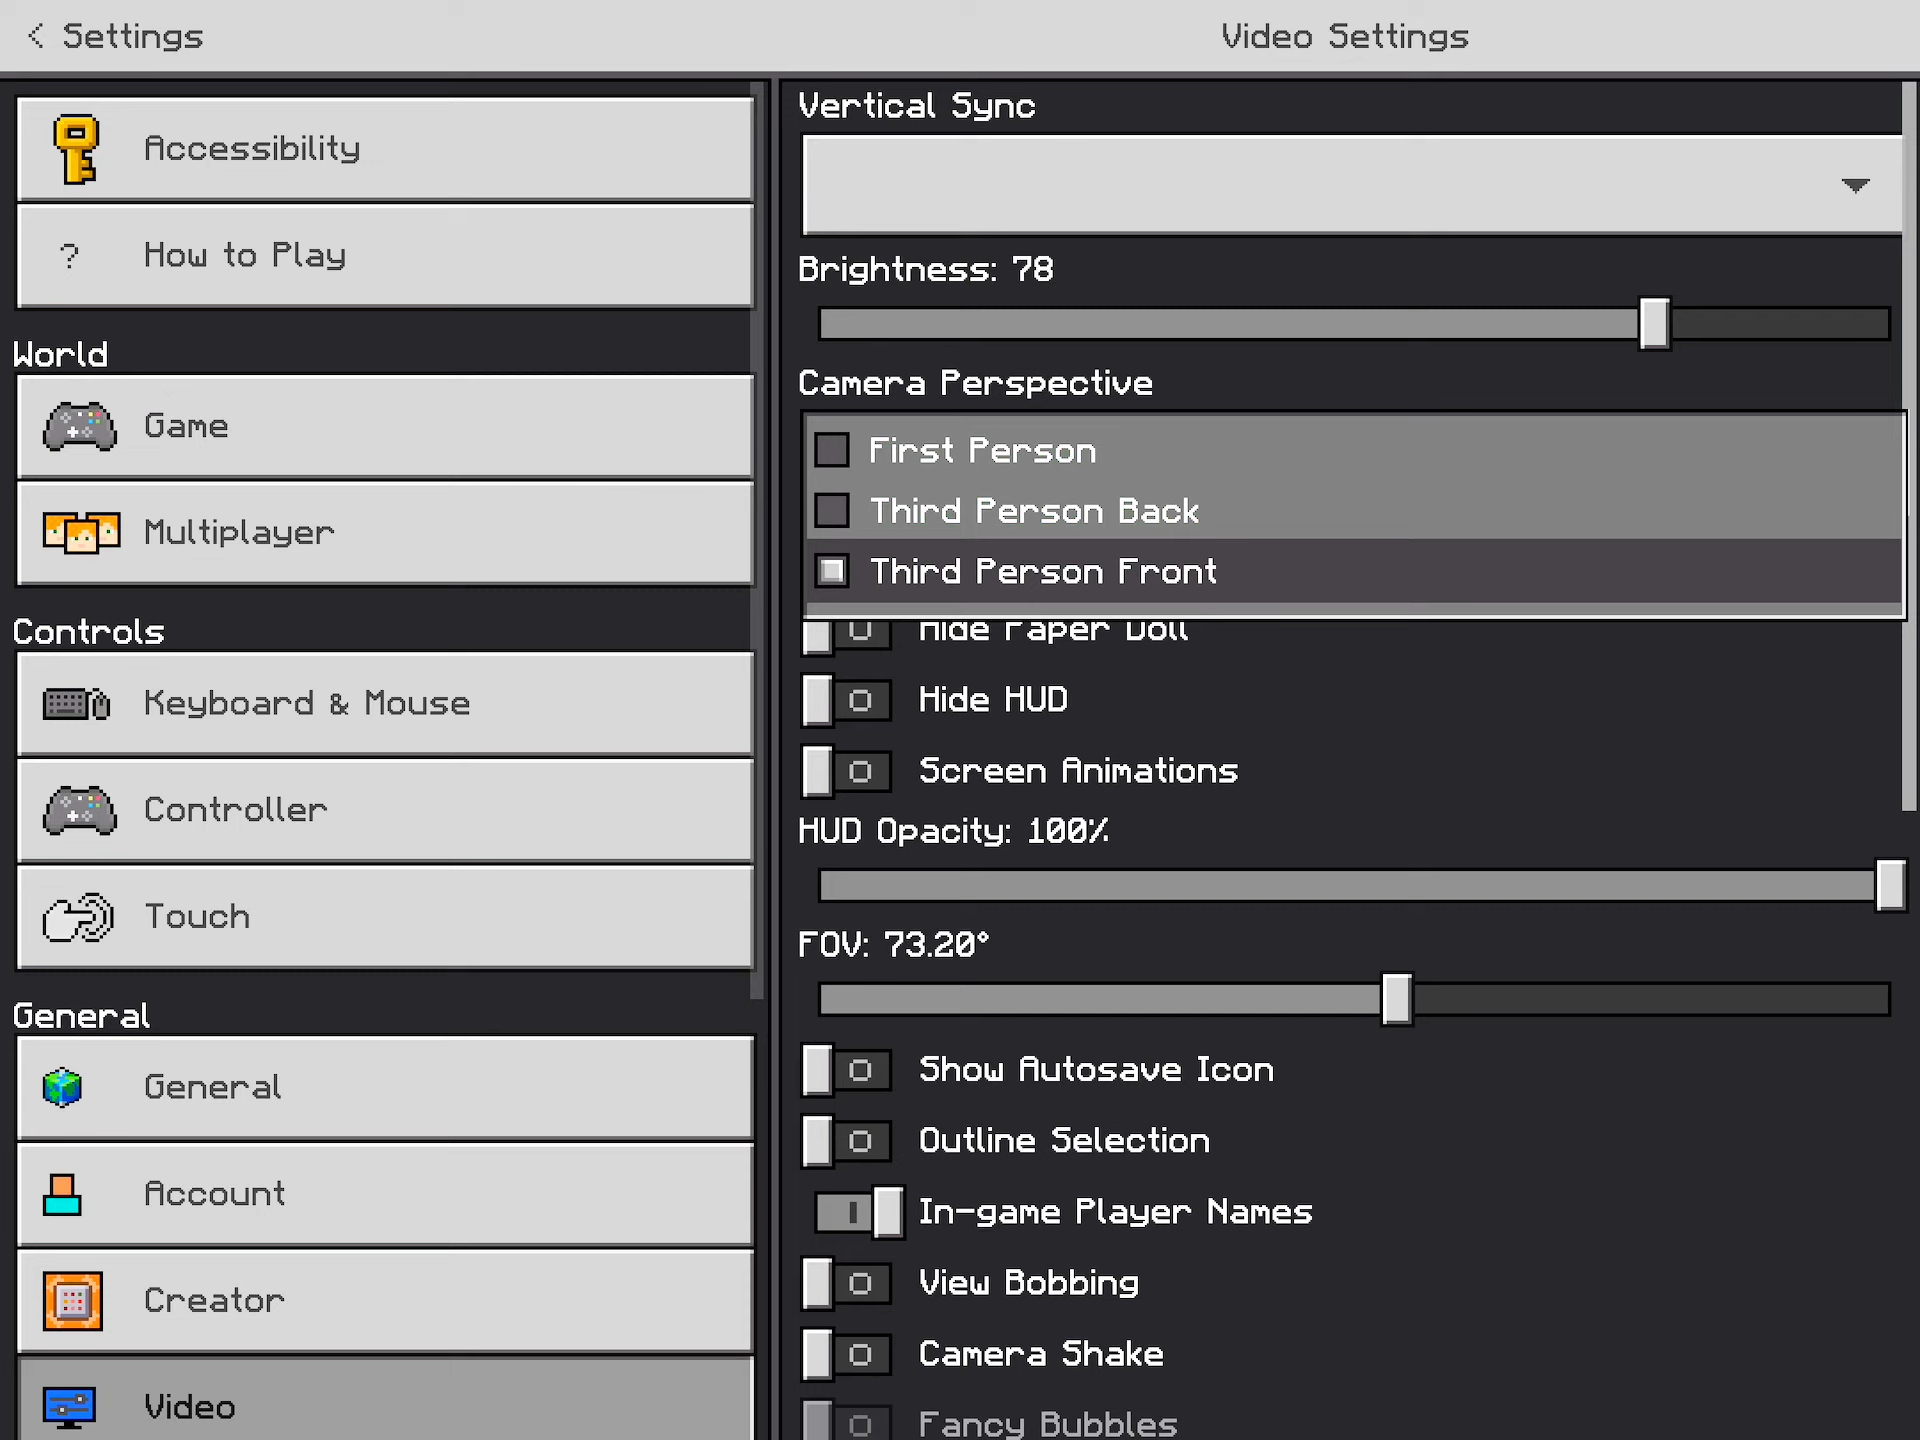 Settings
Video Settings
Accessibility
? How to Play
World
Game
Multiplayer
Controls
Keyboard & Mouse
Controller
Touch
General
General
Account
Creator
Video
Vertical Sync
Brightness: 78
Camera Perspective
First Person
Third Person Back
Third Person Front
Hide Paper Doll
Hide HUD
Screen Animations
HUD Opacity: 100%
FOV: 73.20°
Show Autosave Icon
Outline Selection
In-game Player Names
View Bobbing
Camera Shake
Fancy Bubbles